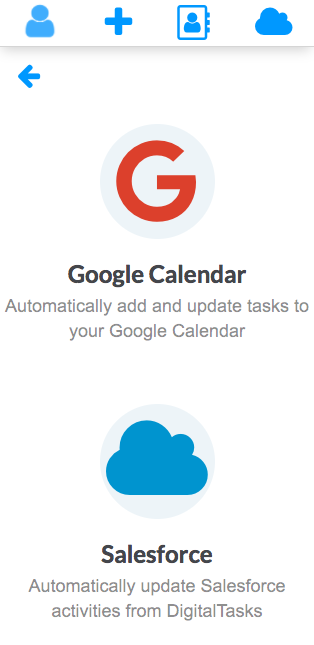 Google Calendar
Automatically add and update tasks to
your Google Calendar
Salesforce
Automatically update Salesforce
activities from DigitalTasks